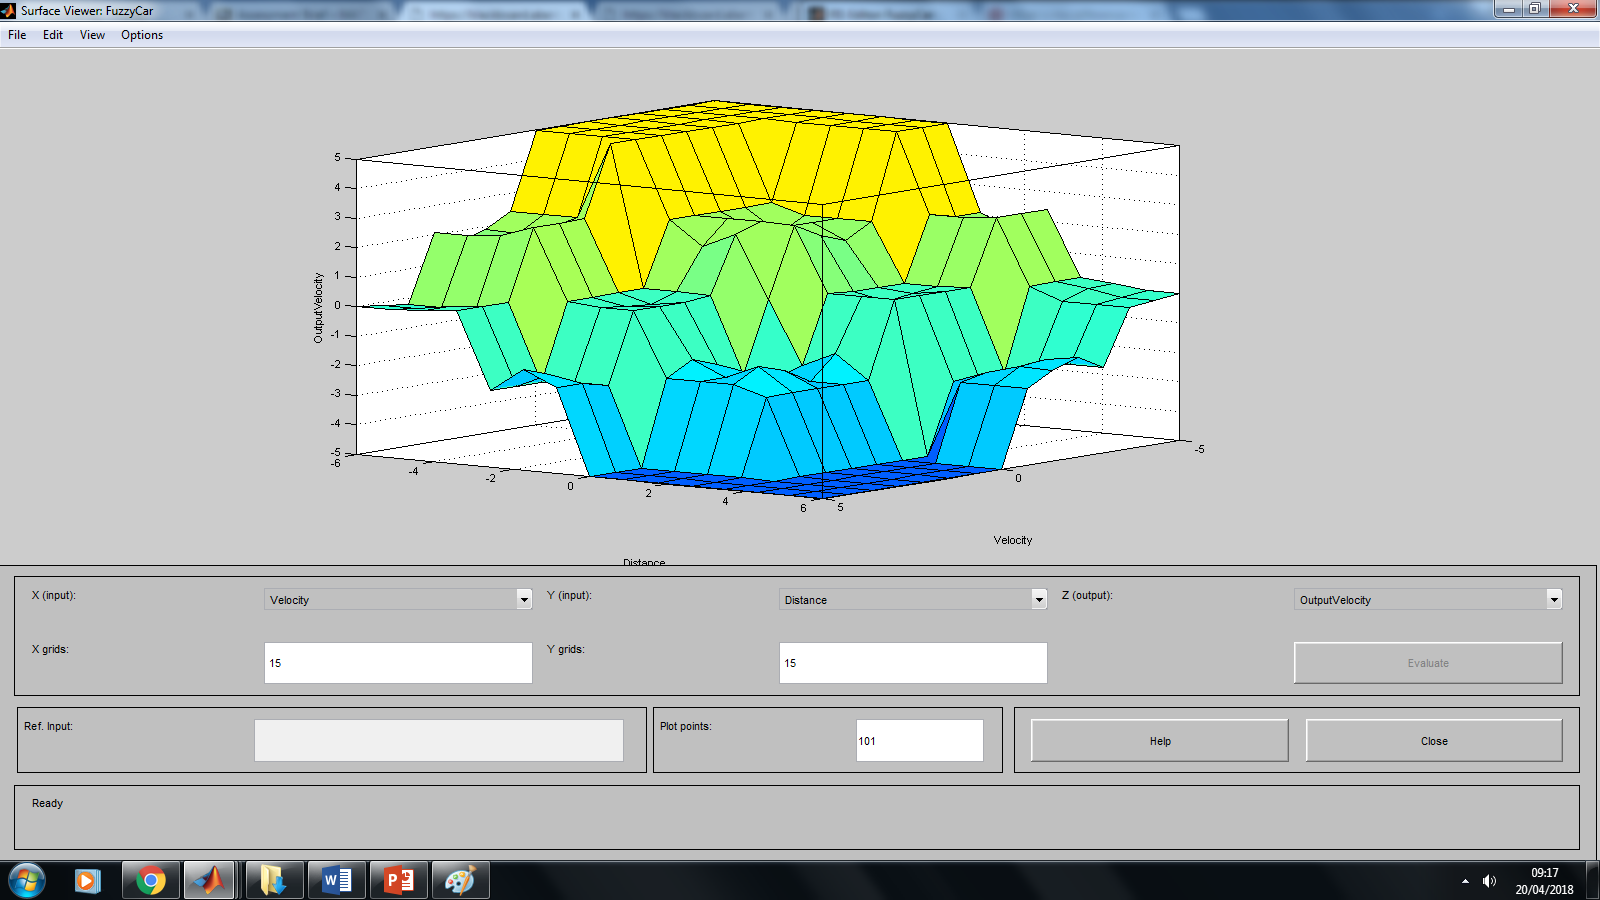 Surface Viewer: FuzzyCar
File Edit View Options
5
4
3
2
1
0
-1
-2
-3
-4
-5
OutputVelocity
-6
-4
-2
0
2
4
6
Distance
5
0
-5
Velocity
X (input): Velocity Y (input): Distance Z (output): OutputVelocity
X grids: 15 Y grids: 15 Evaluate
Ref. Input: Plot points: 101 Help Close
Ready
09:17
20/04/2018